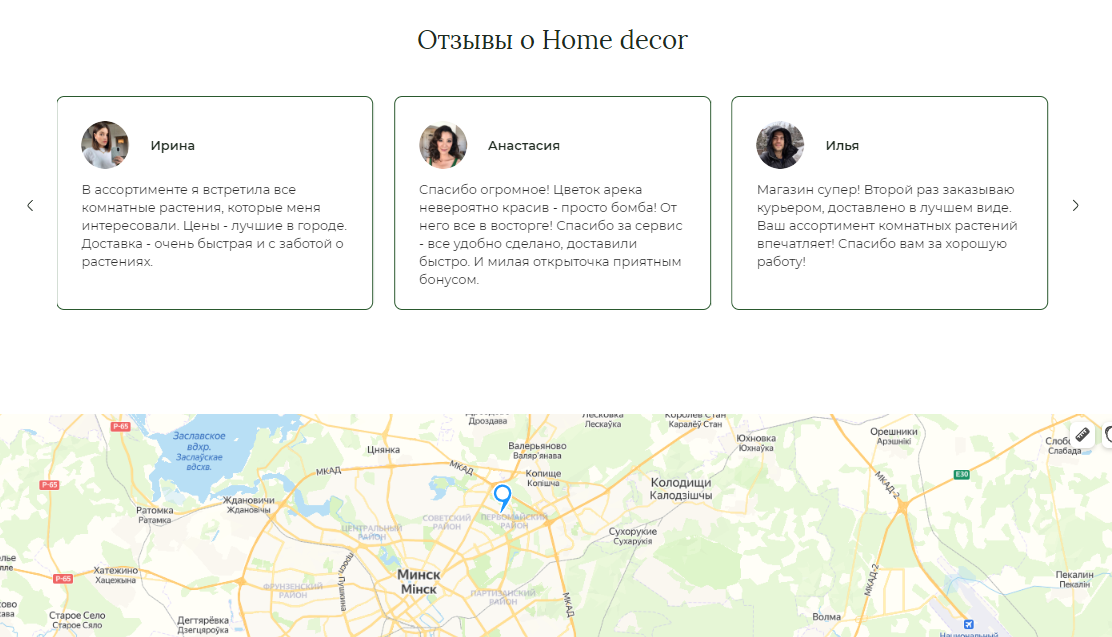 Отзывы о Home decor
Ирина
В ассортименте я встретила все
комнатные растения, которые меня
интересовали. Цены - лучшие в городе.
Доставка - очень быстрая и с заботой о
растениях.
Анастасия
Спасибо огромное! Цветок арека
невероятно красив - просто бомба! От
него все в восторге! Спасибо за сервис
- все удобно сделано, доставили
быстро. И милая открыточка приятным
бонусом.
Илья
Магазин супер! Второй раз заказываю
курьером, доставлено в лучшем виде.
Ваш ассортимент комнатных растений
впечатляет! Спасибо вам за хорошую
работу!
Р-65
Заславское
вдхр.
Заслаўскае
вдсх.
Цнянка
Дроздава
Лесковка
Лескаўка
Королёв Стан
Каралёў Стан
Валерьяново
Валяр'янава
Юхновка
Юхнаўка
Орешники
Арэшнікі
Слабада
МКАД
МКАД
Копище
Копішча
Колодищи
Калодзішчы
МКАД-2
E30
Р-65
Ждановичи
Ждановічы
Ратомка
Ратамка
ЦЕНТРАЛЬНЫЙ
РАЙОН
СОВЕТСКИЙ
РАЙОН
ПЕРВОМАЙСКИЙ
РАЙОН
Сухорукие
Сухарукія
Хатежино
Хацежына
Р-65
просп. Пушкина
Минск
Мінск
ФРУНЗЕНСКИЙ
РАЙОН
ПАРТИЗАНСКИЙ
РАЙОН
МКАД
МКАД-2
Пекалин
Пекалін
Старое Село
Старое Сяло
Дегтярёвка
Дзегцяроўка
Волма
Национальный